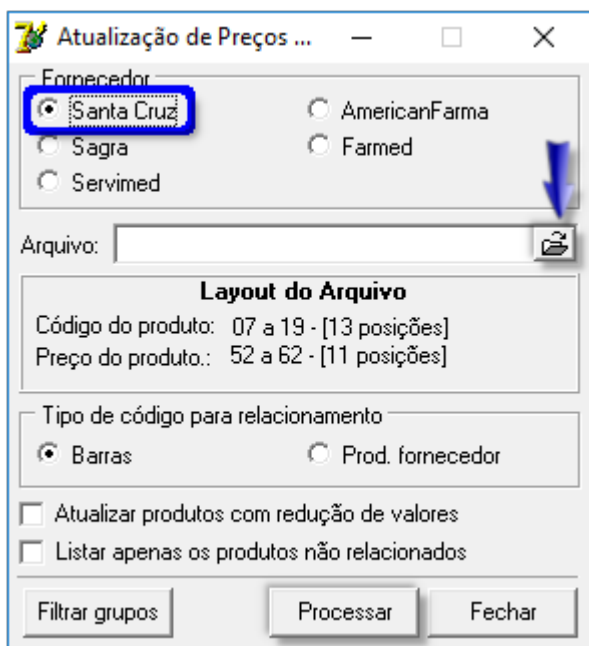 Atualização de Preços ...
Fornecedor
Santa Cruz
AmericanFarma
Sagra
Farmed
Servimed
Arquivo:
Layout do Arquivo
Código do produto: 07 a 19 - [13 posições]
Preço do produto.: 52 a 62 - [11 posições]
Tipo de código para relacionamento
Barras
Prod. fornecedor
Atualizar produtos com redução de valores
Listar apenas os produtos não relacionados
Filtrar grupos
Processar
Fechar